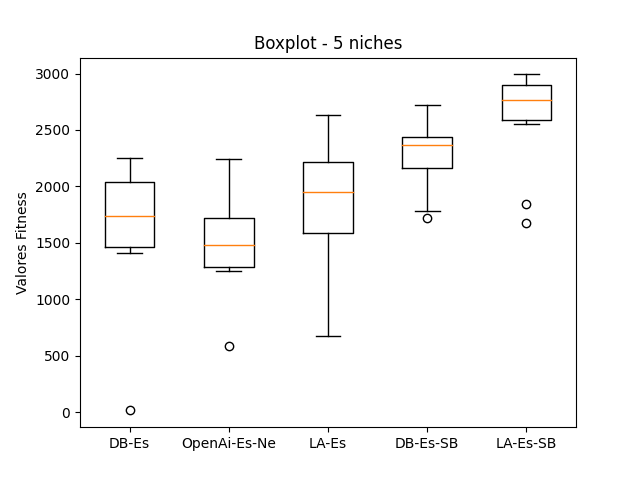 Boxplot - 5 niches
Valores Fitness
3000
2500
2000
1500
1000
500
0
DB-Es
OpenAi-Es-Ne
LA-Es
DB-Es-SB
LA-Es-SB